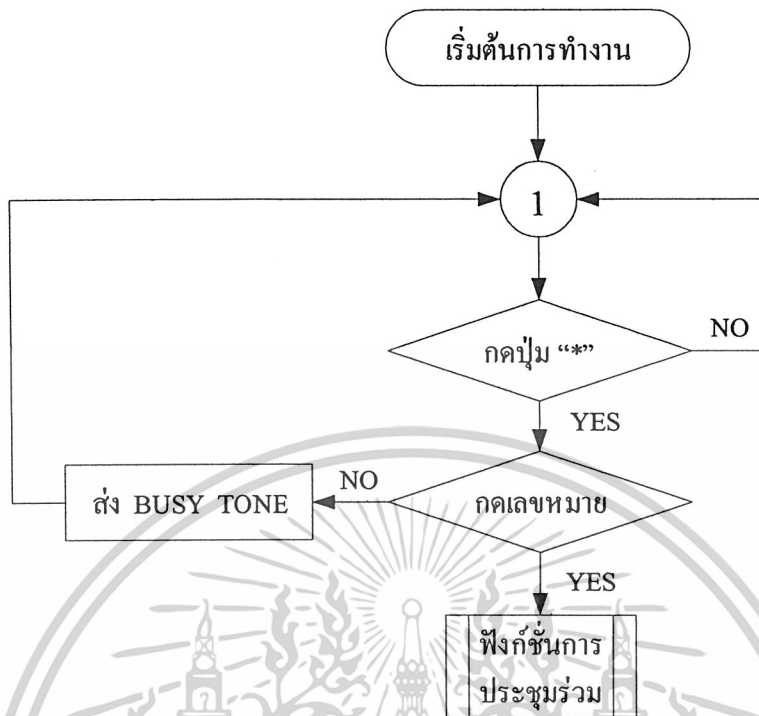 เริ่มต้นการทำงาน
1
กดปุ่ม “*”
NO
YES
กดเลขหมาย
NO
ส่ง BUSY TONE
YES
ฟังก์ชั่นการ
ประชุมร่วม